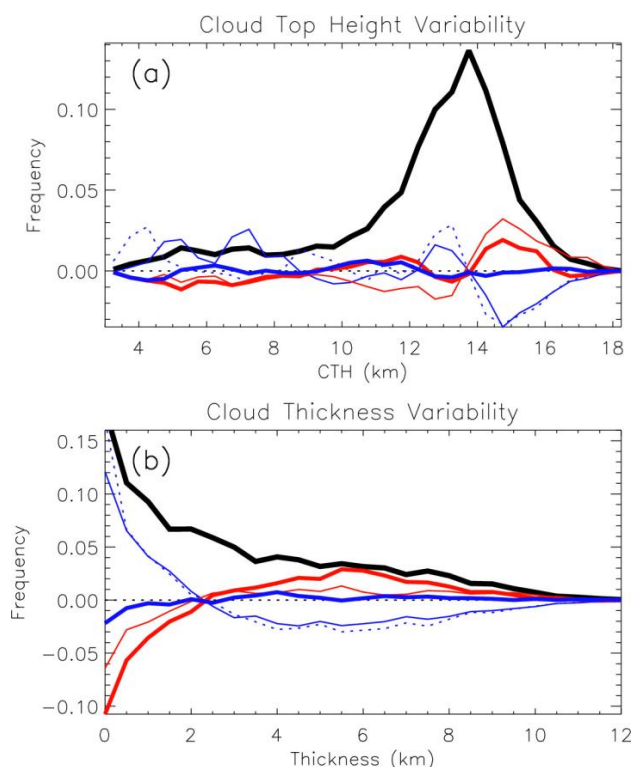 Cloud Top Height Variability
(a)
Frequency
0.10
0.05
0.00
4 6 8 10 12 14 16 18
CTH (km)
Cloud Thickness Variability
(b)
Frequency
0.15
0.10
0.05
0.00
−0.05
−0.10
0 2 4 6 8 10 12
Thickness (km)